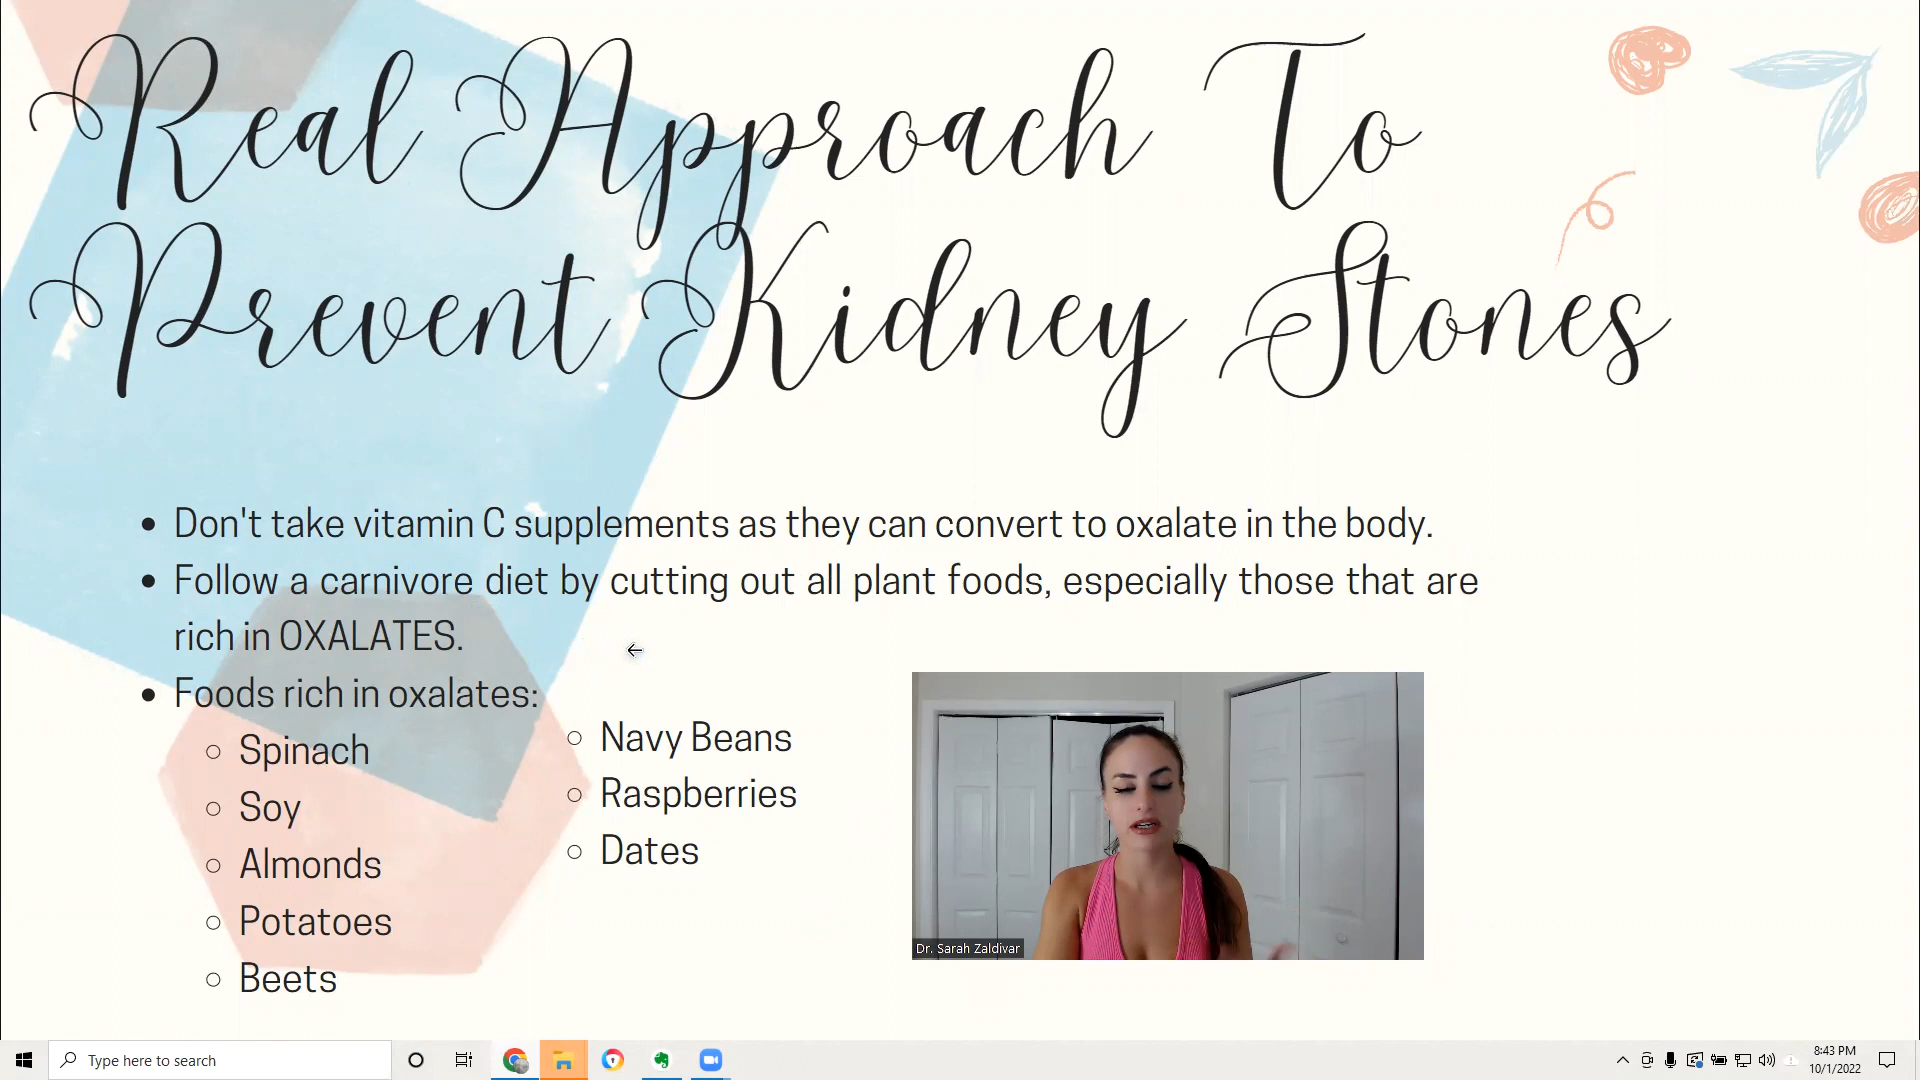 Real Approach To
Prevent Kidney Stones
Don't take vitamin C supplements as they can convert to oxalate in the body.
Follow a carnivore diet by cutting out all plant foods, especially those that are
rich in OXALATES.
Foods rich in oxalates:
Spinach
Soy
Almonds
Potatoes
Beets
Navy Beans
Raspberries
Dates
Dr. Sarah Zaldivar
Type here to search
8:43 PM
10/1/2022